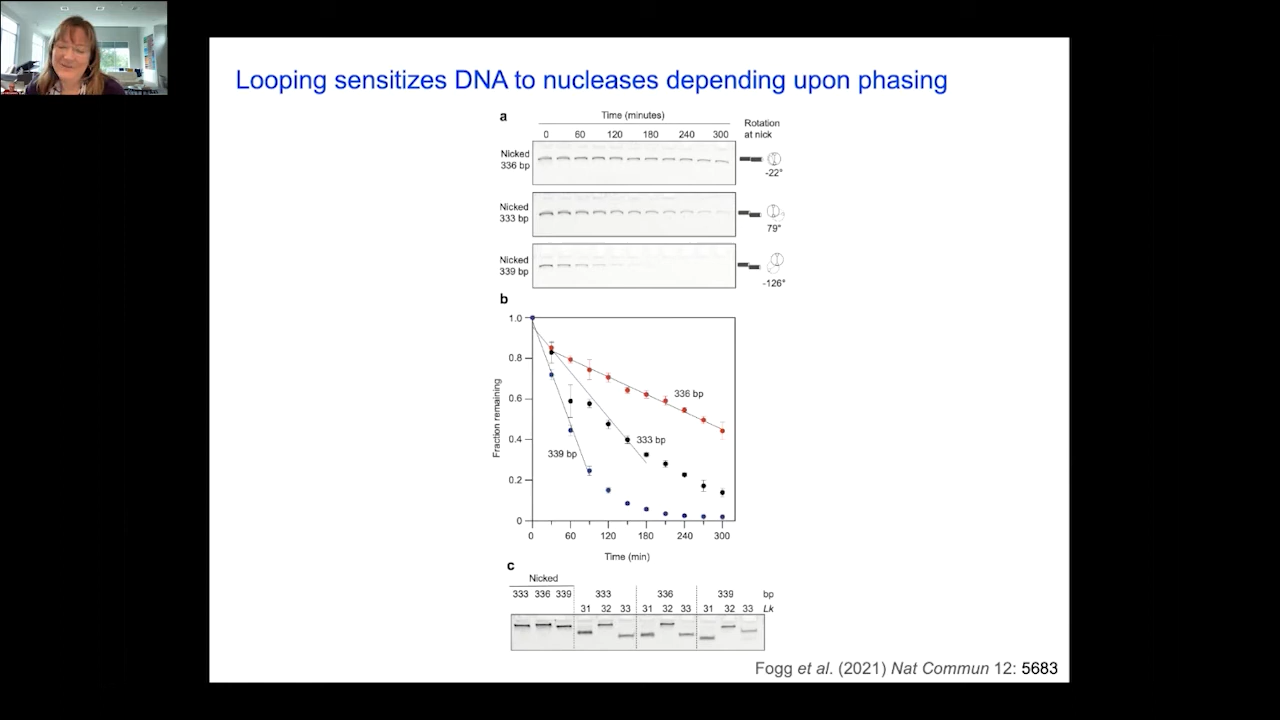 Looping sensitizes DNA to nucleases depending upon phasing
a
Time (minutes)
0 60 120 180 240 300
Rotation
at nick
Nicked
336 bp
-22°
Nicked
333 bp
79°
Nicked
339 bp
-126°
b
1.0
0.8
0.6
0.4
0.2
0
Fraction remaining
336 bp
333 bp
339 bp
0 60 120 180 240 300
Time (min)
c
Nicked
333 336 339 333 336 339 bp
31 32 33 31 32 33 31 32 33 Lk
Fogg et al. (2021) Nat Commun 12: 5683